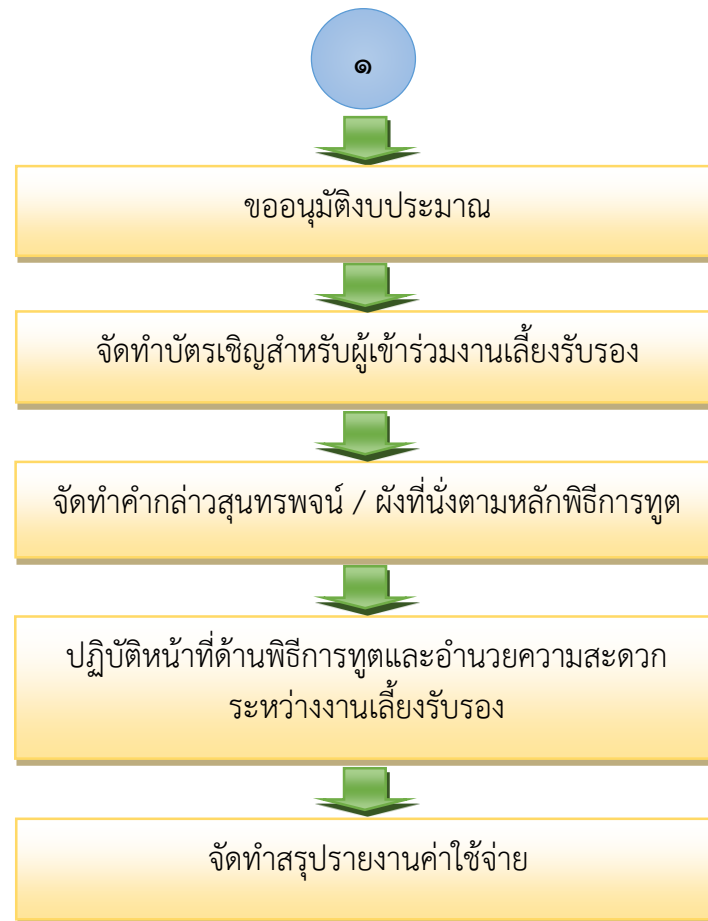 ๑
ขออนุมัติงบประมาณ
จัดทำบัตรเชิญสำหรับผู้เข้าร่วมงานเลี้ยงรับรอง
จัดทำคำกล่าวสุนทรพจน์ / ผังที่นั่งตามหลักพิธีการทูต
ปฏิบัติหน้าที่ด้านพิธีการทูตและอำนวยความสะดวก
ระหว่างงานเลี้ยงรับรอง
จัดทำสรุปรายงานค่าใช้จ่าย